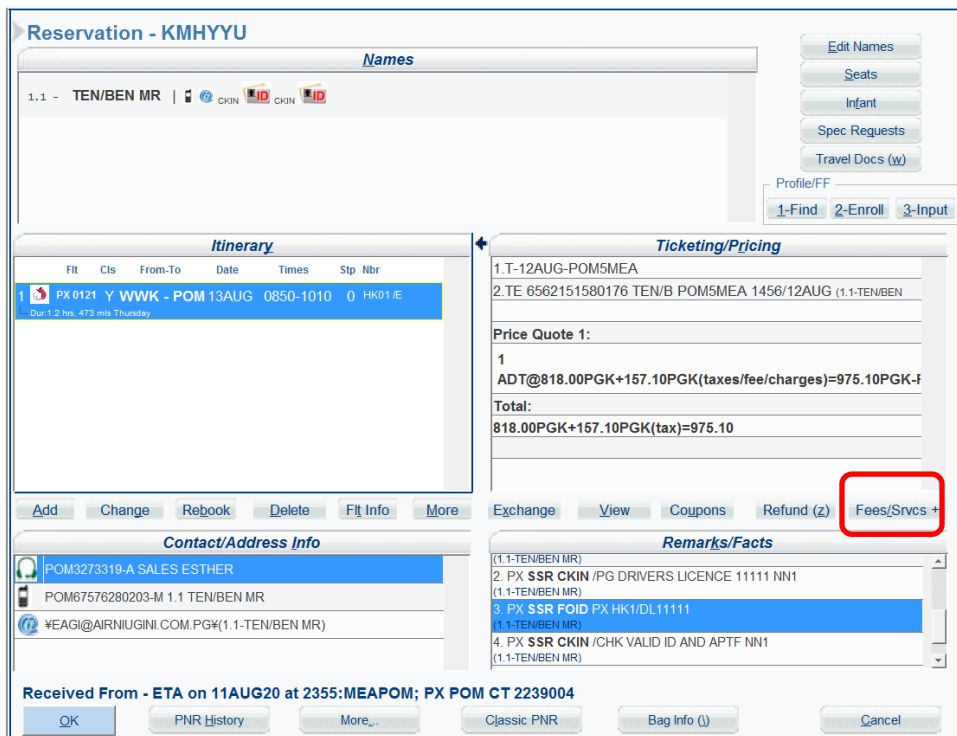 Reservation - KMHYYU
Names
1.1 - TEN/BEN MR | CKIN ID CKIN ID
Edit Names
Seats
Infant
Spec Requests
Travel Docs (w)
Profile/FF
1-Find 2-Enroll 3-Input
Itinerary
Flt Cls From-To Date Times Stp Nbr
1 PX 0121 Y WWK - POM 13AUG 0850-1010 0 HK01 /E
Dur:1.2 hrs, 473 mls Thursday
Add Change Rebook Delete Flt Info More
Ticketing/Pricing
1.T-12AUG-POM5MEA
2.TE 6562151580176 TEN/B POM5MEA 1456/12AUG (1.1-TEN/BEN
Price Quote 1:
1
ADT@818.00PGK+157.10PGK(taxes/fee/charges)=975.10PGK-F
Total:
818.00PGK+157.10PGK(tax)=975.10
Exchange View Coupons Refund (z) Fees/Srvcs +
Contact/Address Info
POM3273319-A SALES ESTHER
POM67576280203-M 1.1 TEN/BEN MR
¥EAGI@AIRNIUGINI.COM.PG¥(1.1-TEN/BEN MR)
Remarks/Facts
(1.1-TEN/BEN MR)
2. PX SSR CKIN /PG DRIVERS LICENCE 11111 NN1
(1.1-TEN/BEN MR)
3. PX SSR FOID PX HK1/DL11111
(1.1-TEN/BEN MR)
4. PX SSR CKIN /CHK VALID ID AND APTF NN1
(1.1-TEN/BEN MR)
Received From - ETA on 11AUG20 at 2355:MEAPOM; PX POM CT 2239004
OK PNR History More... Classic PNR Bag Info (\) Cancel